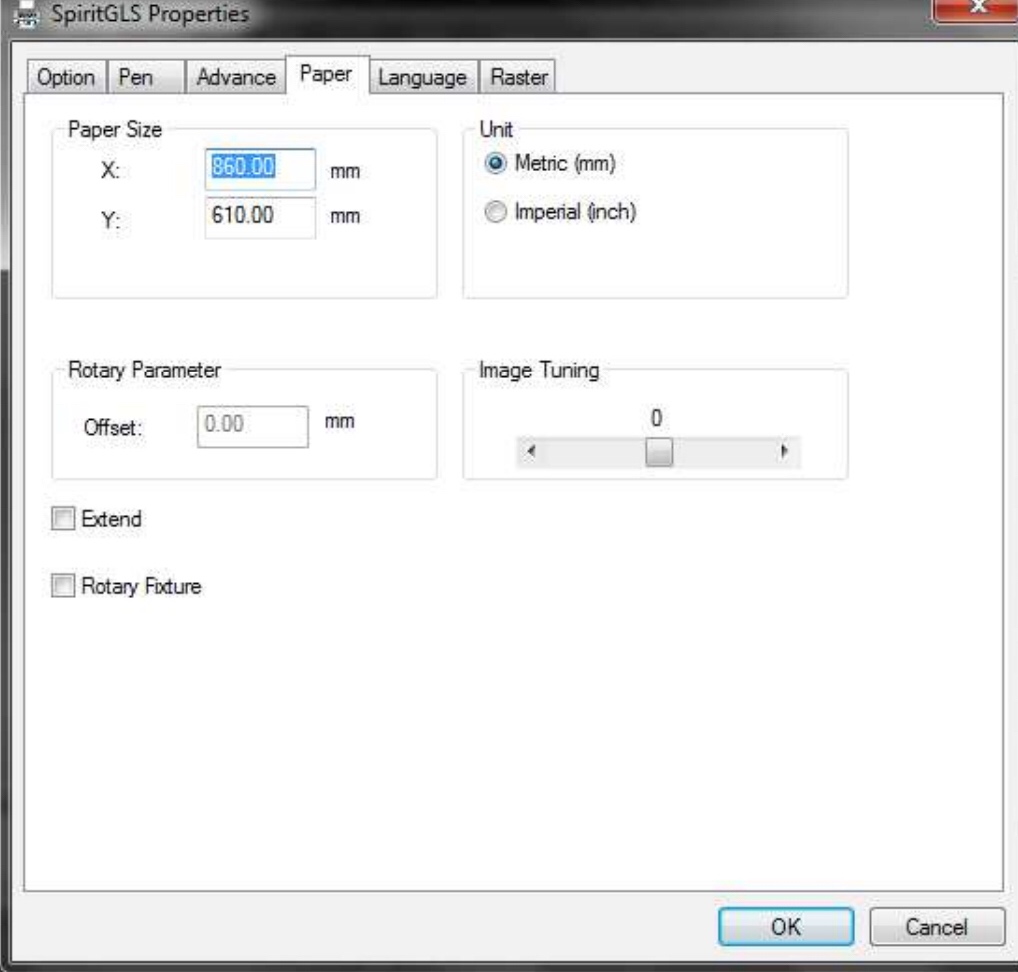 SpiritGLS Properties
Option Pen Advance Paper Language Raster
Paper Size
X: 860.00 mm
Y: 610.00 mm
Unit
Metric (mm)
Imperial (inch)
Rotary Parameter
Offset: 0.00 mm
Image Tuning
0
Extend
Rotary Fixture
OK Cancel